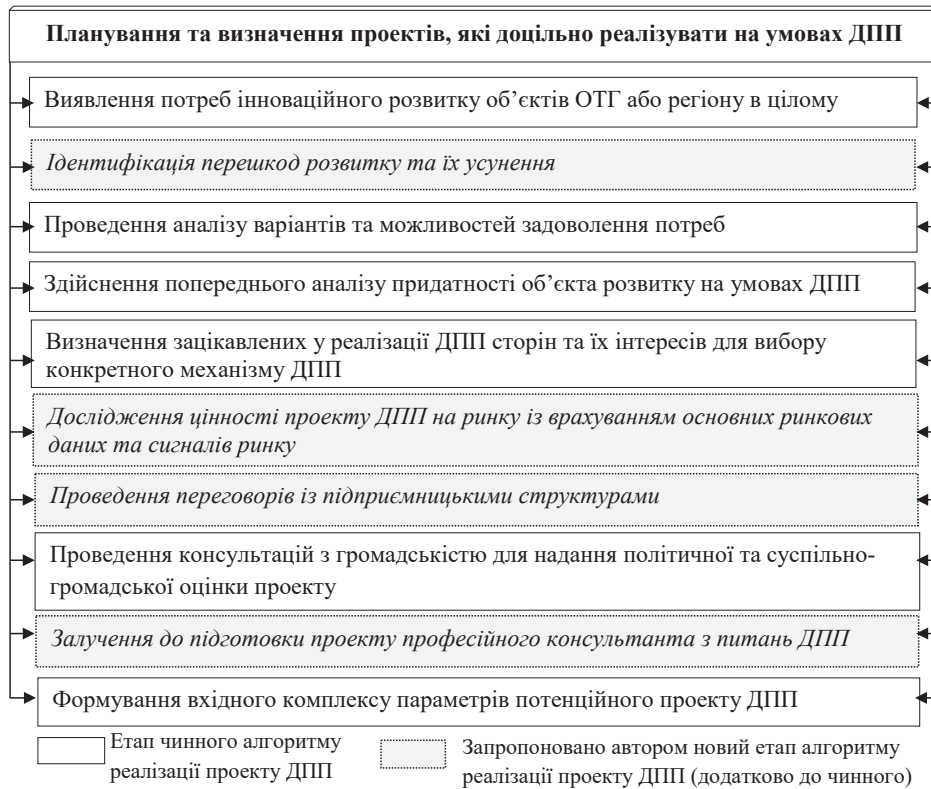 Планування та визначення проектів, які доцільно реалізувати на умовах ДПП
Виявлення потреб інноваційного розвитку об’єктів ОТГ або регіону в цілому
Ідентифікація перешкод розвитку та їх усунення
Проведення аналізу варіантів та можливостей задоволення потреб
Здійснення попереднього аналізу придатності об’єкта розвитку на умовах ДПП
Визначення зацікавлених у реалізації ДПП сторін та їх інтересів для вибору
конкретного механізму ДПП
Дослідження цінності проекту ДПП на ринку із врахуванням основних ринкових
даних та сигналів ринку
Проведення переговорів із підприємницькими структурами
Проведення консультацій з громадськістю для надання політичної та суспільно-
громадської оцінки проекту
Залучення до підготовки проекту професійного консультанта з питань ДПП
Формування вхідного комплексу параметрів потенційного проекту ДПП
Етап чинного алгоритму
реалізації проекту ДПП
Запропоновано автором новий етап алгоритму
реалізації проекту ДПП (додатково до чинного)